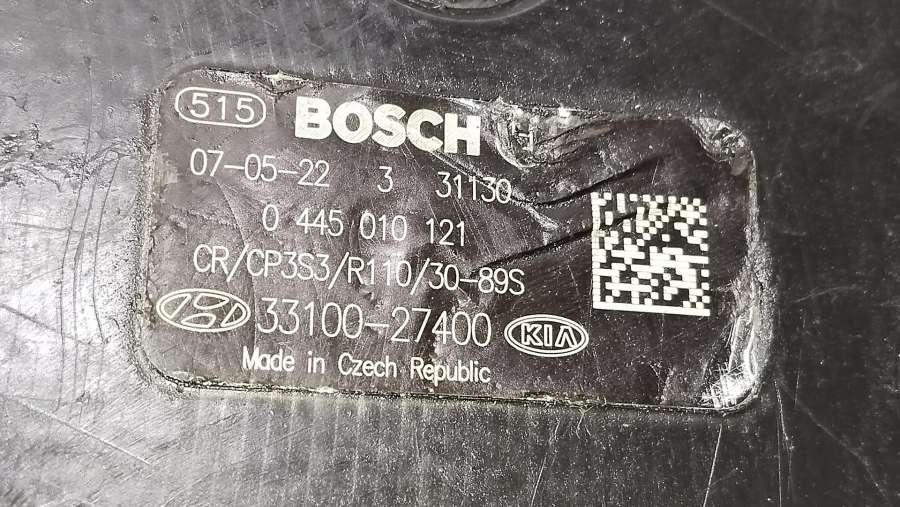 515 BOSCH
07-05-22 3 31130
0 445 010 121
CR/CP3S3/R110/30-89S
33100-27400 KIA
Made in Czech Republic